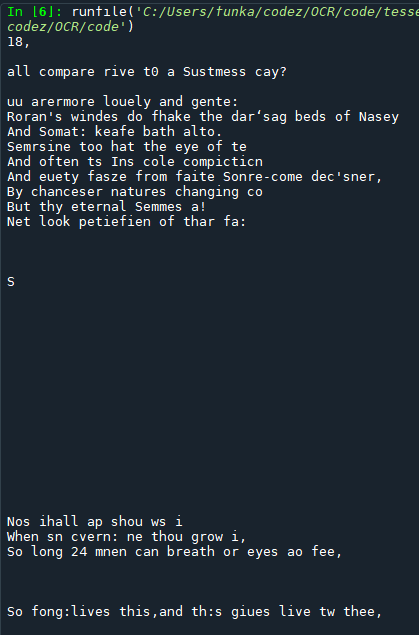 In [6]: runfile('C:/Users/funka/codez/OCR/code/tesse
codez/OCR/code')
18,
all compare rive t0 a Sustmess cay?
uu arermore louely and gente:
Roran's windes do fhake the dar‘sag beds of Nasey
And Somat: keafe bath alto.
Semrsine too hat the eye of te
And often ts Ins cole compicticn
And euety fasze from faite Sonre-come dec'sner,
By chanceser natures changing co
But thy eternal Semmes a!
Net look petiefien of thar fa:
S
Nos ihall ap shou ws i
When sn cvern: ne thou grow i,
So long 24 mnen can breath or eyes ao fee,
So fong:lives this,and th:s giues live tw thee,